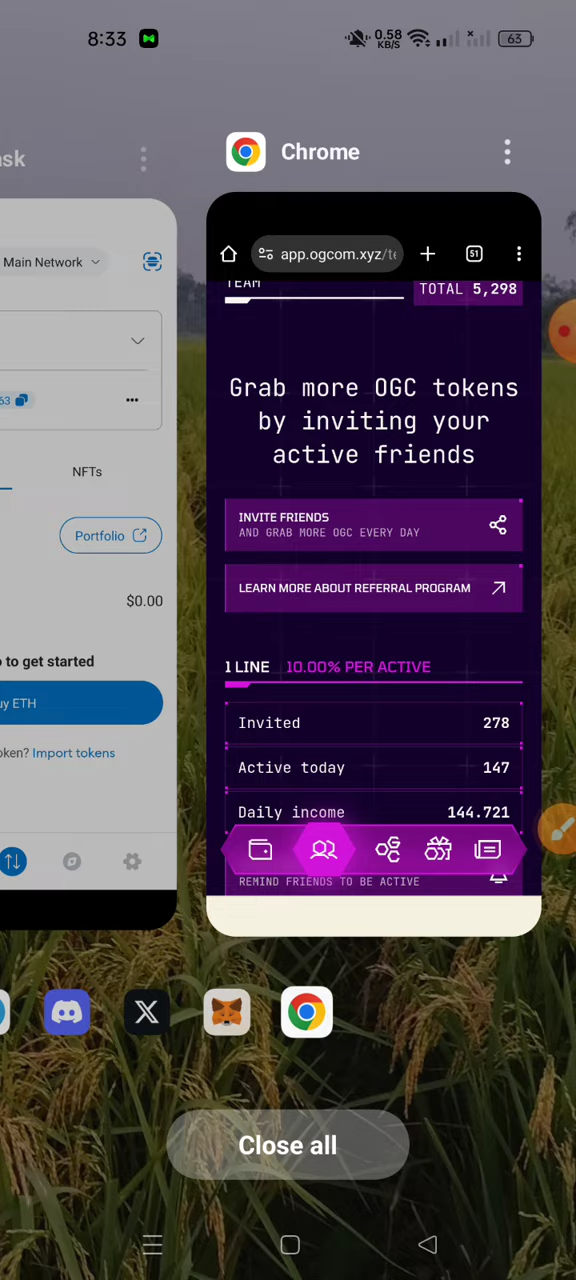 8:33
0.58
KB/S
63
ask
Chrome
Main Network
app.ogcom.xyz/te
51
TEAM
TOTAL 5,298
63
Grab more OGC tokens
by inviting your
active friends
NFTs
Portfolio
INVITE FRIENDS
AND GRAB MORE OGC EVERY DAY
LEARN MORE ABOUT REFERRAL PROGRAM
$0.00
o to get started
uy ETH
oken? Import tokens
1 LINE 10.00% PER ACTIVE
Invited 278
Active today 147
Daily income 144.721
REMIND FRIENDS TO BE ACTIVE
Close all